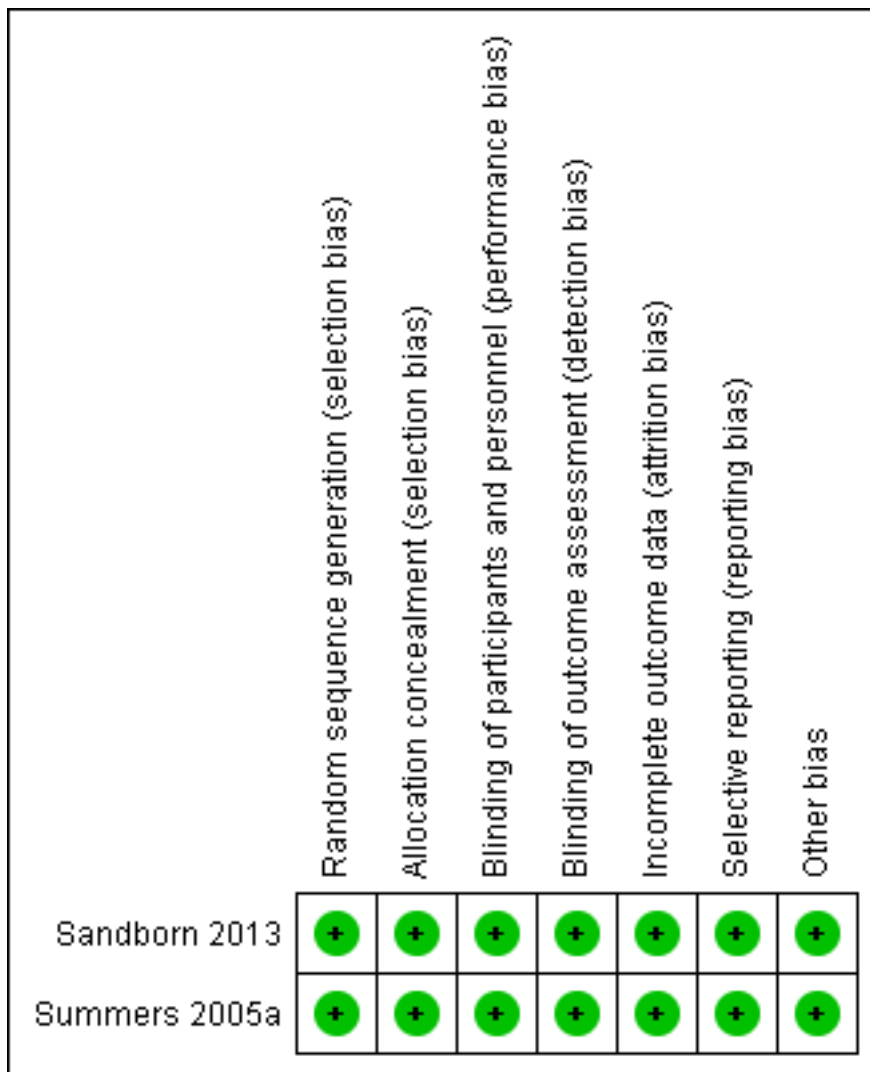 Random sequence generation (selection bias)
Allocation concealment (selection bias)
Blinding of participants and personnel (performance bias)
Blinding of outcome assessment (detection bias)
Incomplete outcome data (attrition bias)
Selective reporting (reporting bias)
Other bias
Sandborn 2013 + + + + + + +
Summers 2005a + + + + + + +